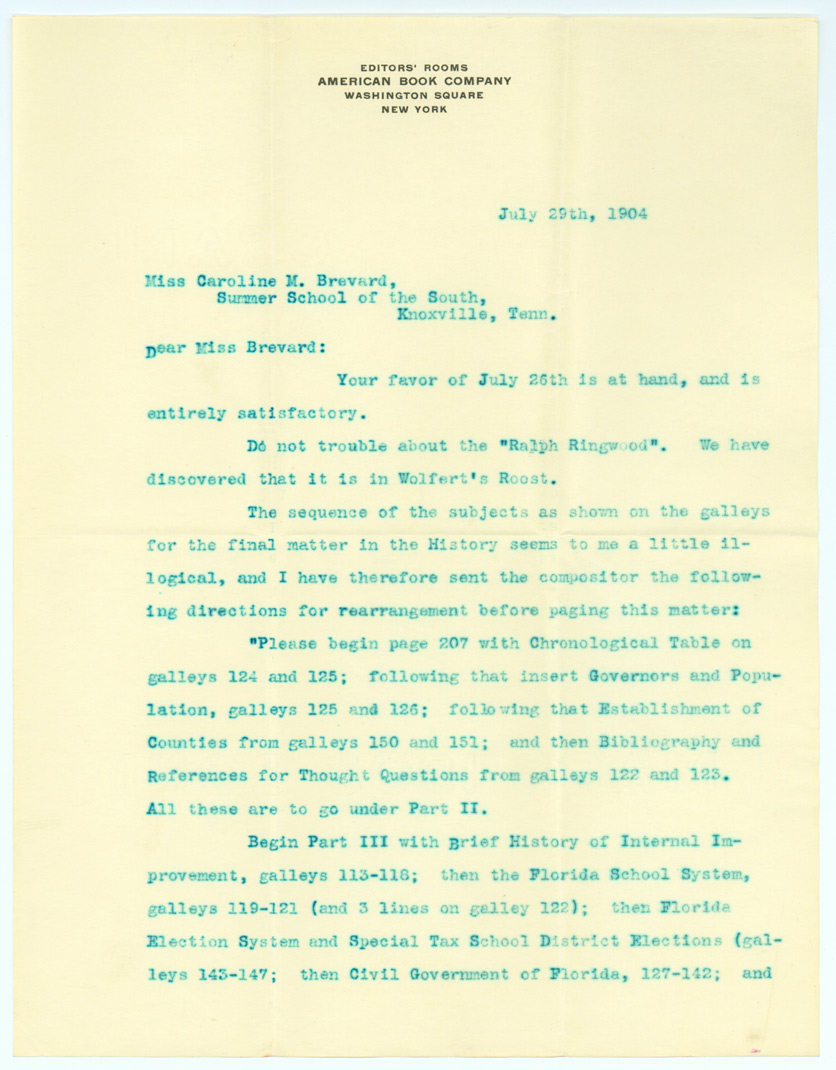 EDITORS' ROOMS
AMERICAN BOOK COMPANY
WASHINGTON SQUARE
NEW YORK
July 29th, 1904
Miss Caroline M. Brevard,
Summer School of the South,
Knoxville, Tenn.
Dear Miss Brevard:
Your favor of July 26th is at hand, and is
entirely satisfactory.
Do not trouble about the "Ralph Ringwood". We have
discovered that it is in Wolfert's Roost.
The sequence of the subjects as shown on the galleys
for the final matter in the History seems to me a little il-
logical, and I have therefore sent the compositor the follow-
ing directions for rearrangement before paging this matter:
"Please begin page 207 with Chronological Table on
galleys 124 and 125; following that insert Governors and Popu-
lation, galleys 125 and 126; following that Establishment of
Counties from galleys 150 and 151; and then Bibliography and
References for Thought Questions from galleys 122 and 123.
All these are to go under Part II.
Begin Part III with Brief History of Internal Im-
provement, galleys 113-118; then the Florida School System,
galleys 119-121 (and 3 lines on galley 122); then Florida
Election System and Special Tax School District Elections (gal-
leys 143-147; then Civil Government of Florida, 127-142; and